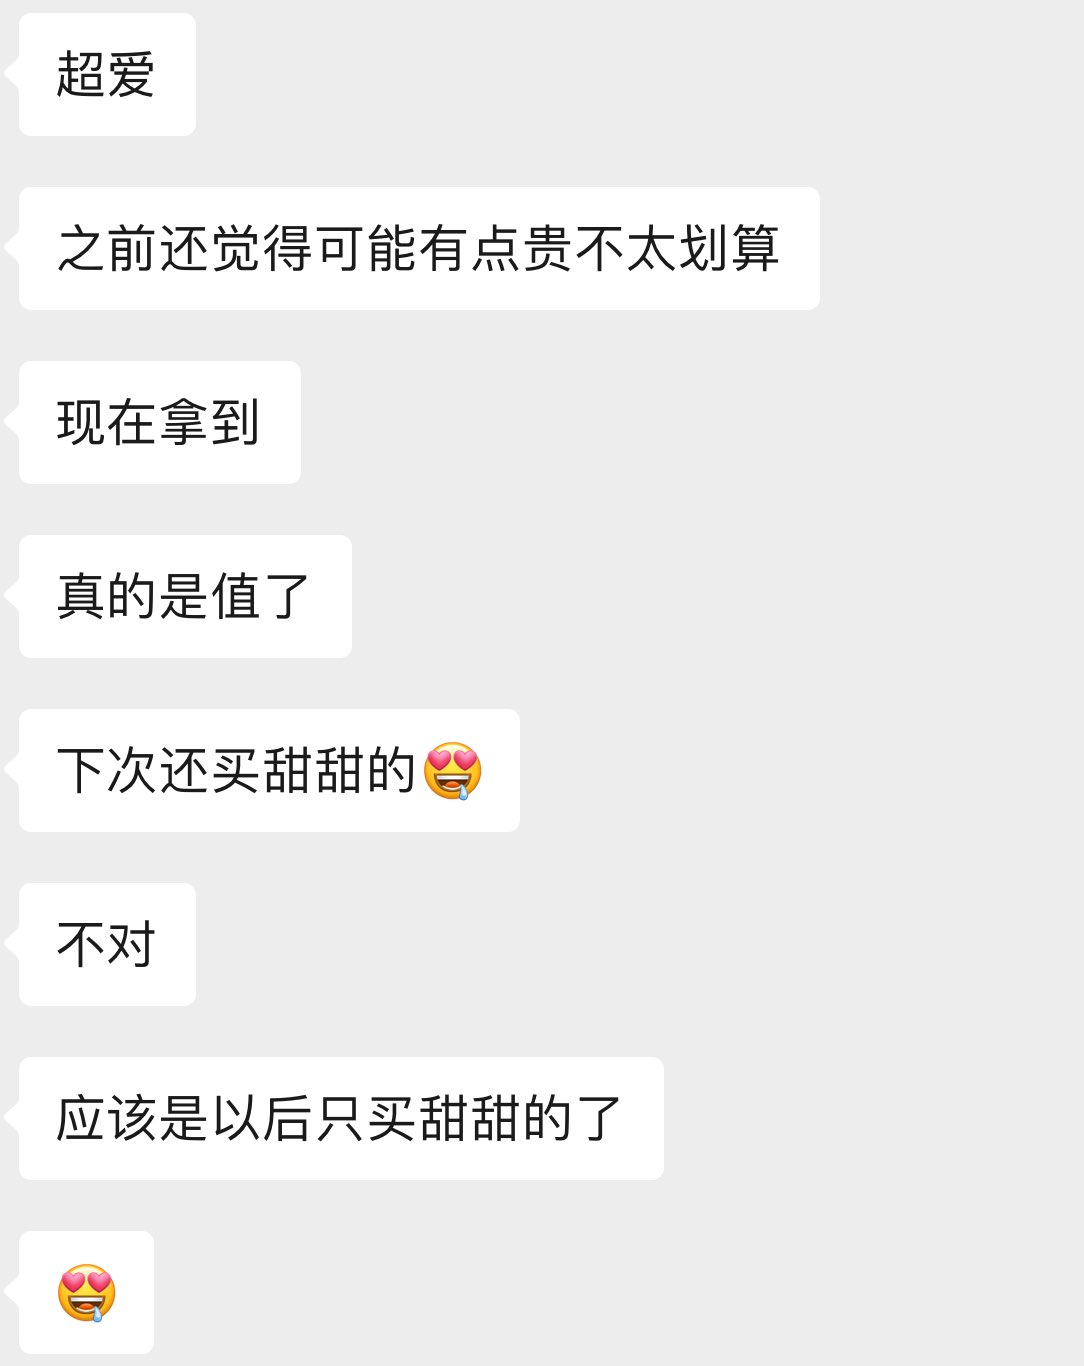 超爱
之前还觉得可能有点贵不太划算
现在拿到
真的是值了
下次还买甜甜的🤤
不对
应该是以后只买甜甜的了